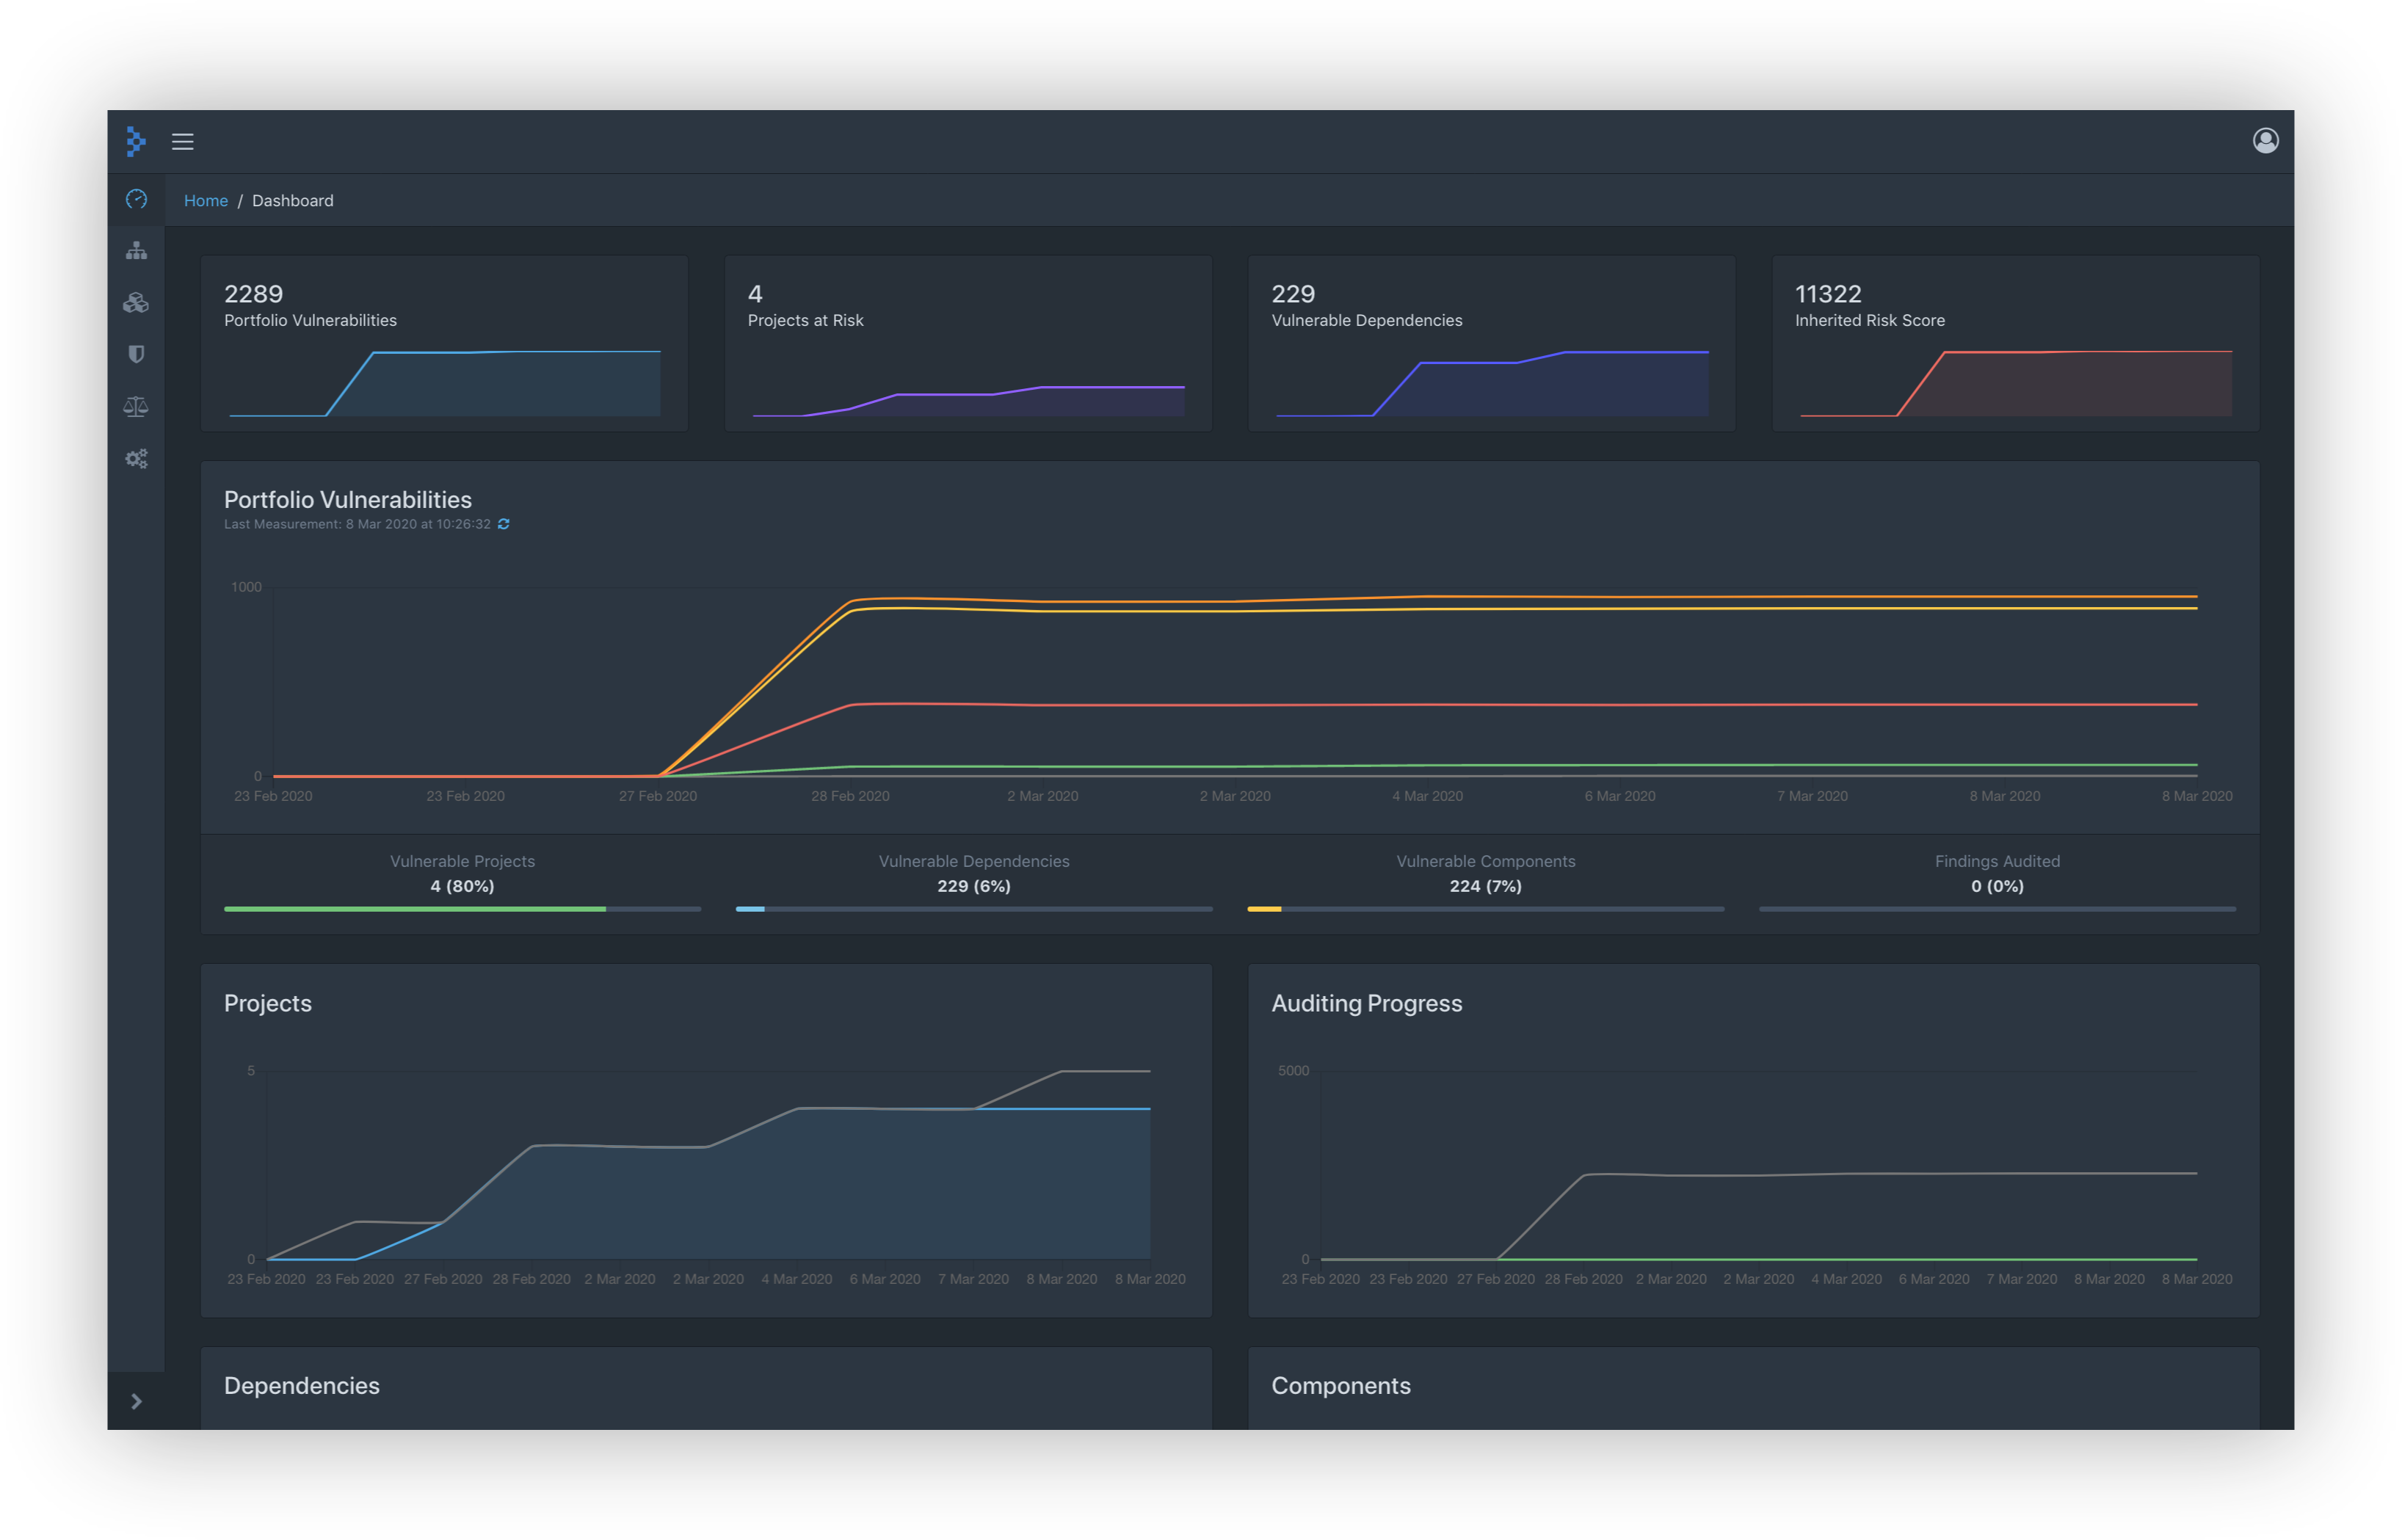 Home / Dashboard
2289
Portfolio Vulnerabilities
4
Projects at Risk
229
Vulnerable Dependencies
11322
Inherited Risk Score
Portfolio Vulnerabilities
Last Measurement: 8 Mar 2020 at 10:26:32
1000
0
23 Feb 2020 23 Feb 2020 27 Feb 2020 28 Feb 2020 2 Mar 2020 2 Mar 2020 4 Mar 2020 6 Mar 2020 7 Mar 2020 8 Mar 2020 8 Mar 2020
Vulnerable Projects
4 (80%)
Vulnerable Dependencies
229 (6%)
Vulnerable Components
224 (7%)
Findings Audited
0 (0%)
Projects
5
0
23 Feb 2020 23 Feb 2020 27 Feb 2020 28 Feb 2020 2 Mar 2020 2 Mar 2020 4 Mar 2020 6 Mar 2020 7 Mar 2020 8 Mar 2020 8 Mar 2020
Auditing Progress
5000
0
23 Feb 2020 23 Feb 2020 27 Feb 2020 28 Feb 2020 2 Mar 2020 2 Mar 2020 4 Mar 2020 6 Mar 2020 7 Mar 2020 8 Mar 2020 8 Mar 2020
Dependencies
Components